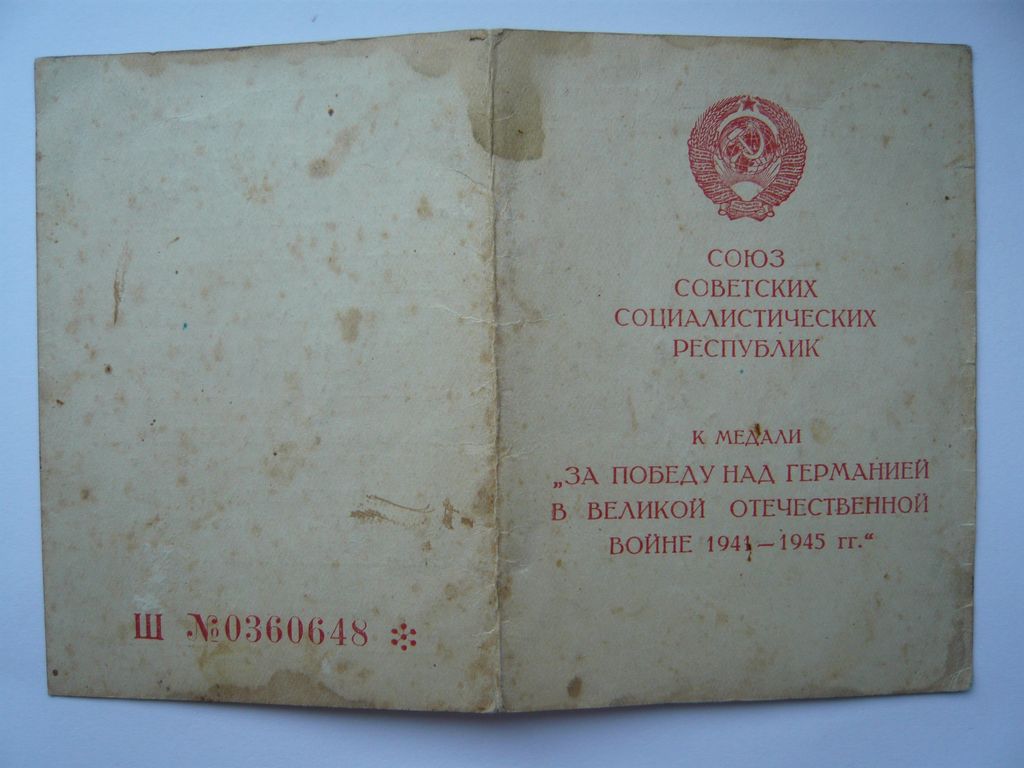 СОЮЗ
СОВЕТСКИХ
СОЦИАЛИСТИЧЕСКИХ
РЕСПУБЛИК
К МЕДАЛИ
„ЗА ПОБЕДУ НАД ГЕРМАНИЕЙ
В ВЕЛИКОЙ ОТЕЧЕСТВЕННОЙ
ВОЙНЕ 1941—1945 гг.“
Ш №0360648